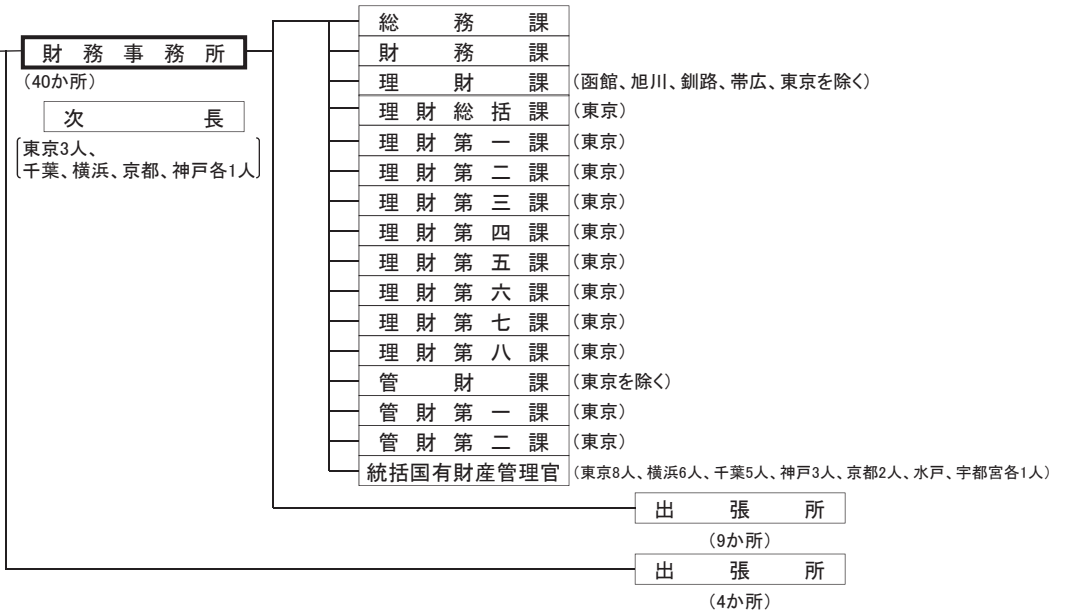 財務事務所
(40か所)
次長
東京3人、
千葉、横浜、京都、神戸各1人
総務課
財務課
理財課 (函館、旭川、釧路、帯広、東京を除く)
理財総括課 (東京)
理財第一課 (東京)
理財第二課 (東京)
理財第三課 (東京)
理財第四課 (東京)
理財第五課 (東京)
理財第六課 (東京)
理財第七課 (東京)
理財第八課 (東京)
管財課 (東京を除く)
管財第一課 (東京)
管財第二課 (東京)
統括国有財産管理官 (東京8人、横浜6人、千葉5人、神戸3人、京都2人、水戸、宇都宮各1人)
出張所
(9か所)
出張所
(4か所)